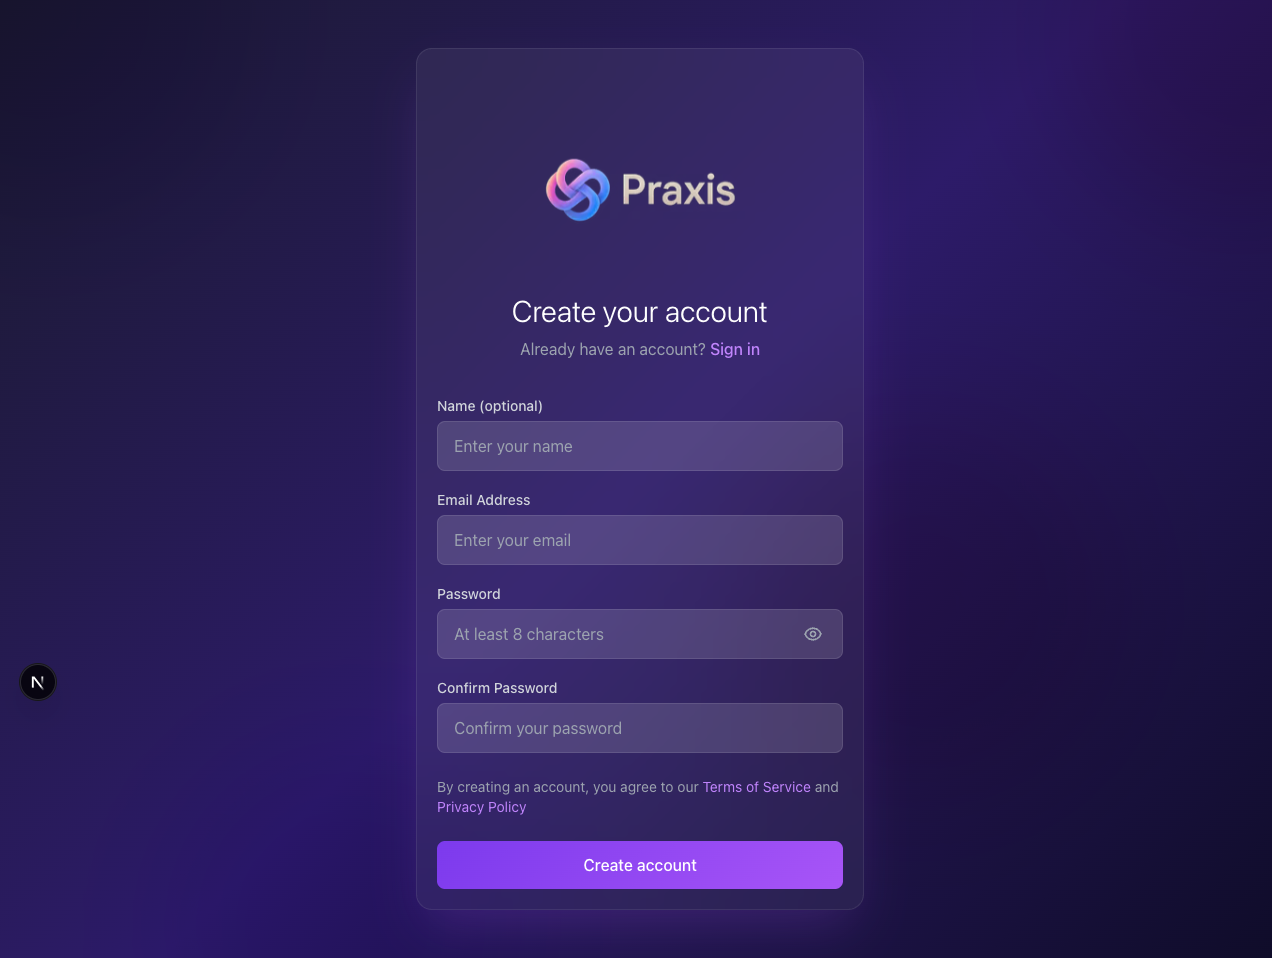 Praxis
Create your account
Already have an account? Sign in
Name (optional)
Enter your name
Email Address
Enter your email
Password
At least 8 characters
N
Confirm Password
Confirm your password
By creating an account, you agree to our Terms of Service and
Privacy Policy
Create account